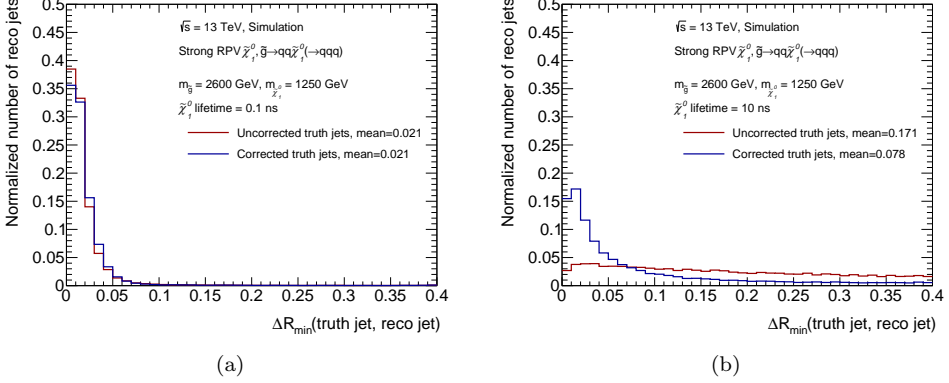 Normalized number of reco jets
0.5
0.45
0.4
0.35
0.3
0.25
0.2
0.15
0.1
0.05
0
√s = 13 TeV, Simulation
Strong RPV χ̃⁰₁, g̃→qqχ̃⁰₁(→qqq)
m_g̃ = 2600 GeV, m_χ̃⁰₁ = 1250 GeV
χ̃⁰₁ lifetime = 0.1 ns
Uncorrected truth jets, mean=0.021
Corrected truth jets, mean=0.021
0 0.05 0.1 0.15 0.2 0.25 0.3 0.35 0.4
ΔR_min(truth jet, reco jet)
(a)
Normalized number of reco jets
0.5
0.45
0.4
0.35
0.3
0.25
0.2
0.15
0.1
0.05
0
√s = 13 TeV, Simulation
Strong RPV χ̃⁰₁, g̃→qqχ̃⁰₁(→qqq)
m_g̃ = 2600 GeV, m_χ̃⁰₁ = 1250 GeV
χ̃⁰₁ lifetime = 10 ns
Uncorrected truth jets, mean=0.171
Corrected truth jets, mean=0.078
0 0.05 0.1 0.15 0.2 0.25 0.3 0.35 0.4
ΔR_min(truth jet, reco jet)
(b)